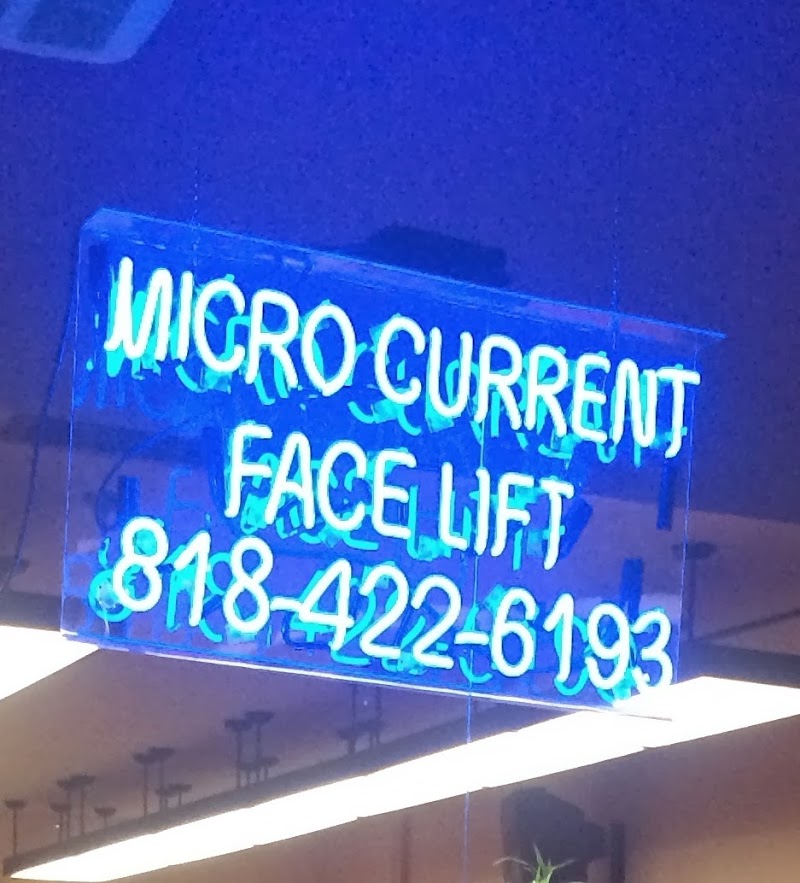 MICRO CURRENT
FACE LIFT
818-422-6193